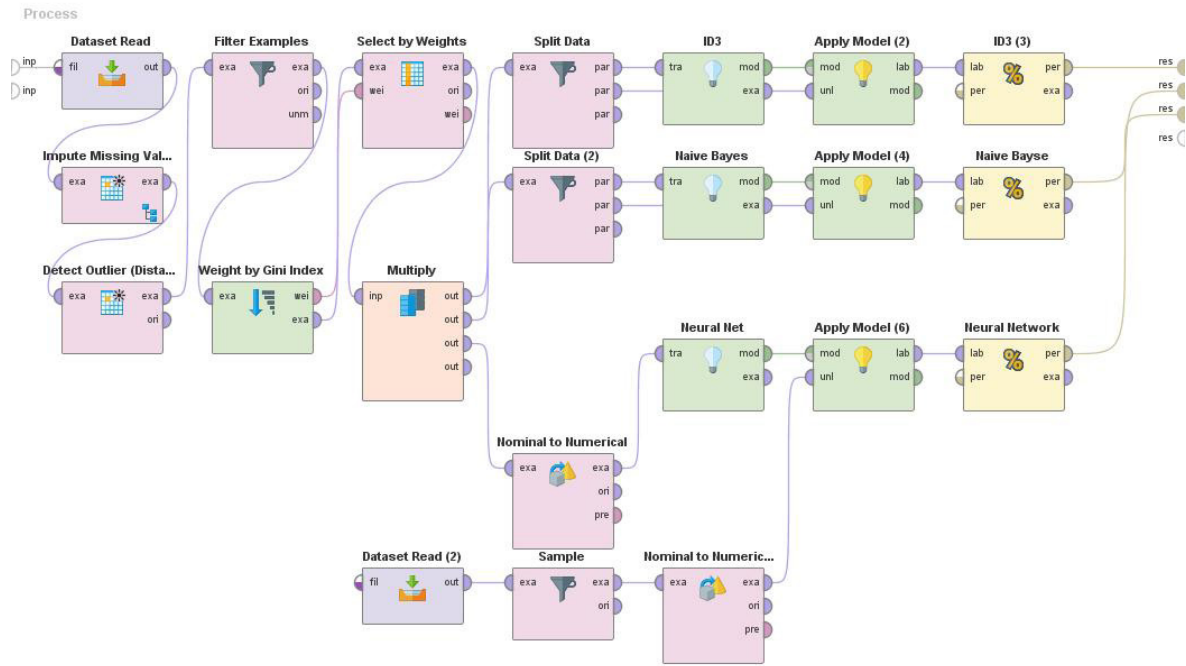 Process
inp
inp
Dataset Read
fil out
Filter Examples
exa exa
ori
unm
Select by Weights
exa exa
wei ori
wei
Split Data
exa par
par
par
ID3
tra mod
exa
Apply Model (2)
mod lab
unl mod
ID3 (3)
lab per
per exa
res
res
res
res
Impute Missing Val...
exa exa
Split Data (2)
exa par
par
par
Naive Bayes
tra mod
exa
Apply Model (4)
mod lab
unl mod
Naive Bayse
lab per
per exa
Detect Outlier (Dista...
exa exa
ori
Weight by Gini Index
exa wei
exa
Multiply
inp out
out
out
out
Neural Net
tra mod
exa
Apply Model (6)
mod lab
unl mod
Neural Network
lab per
per exa
Nominal to Numerical
exa exa
ori
pre
Dataset Read (2)
fil out
Sample
exa exa
ori
Nominal to Numeric...
exa exa
ori
pre